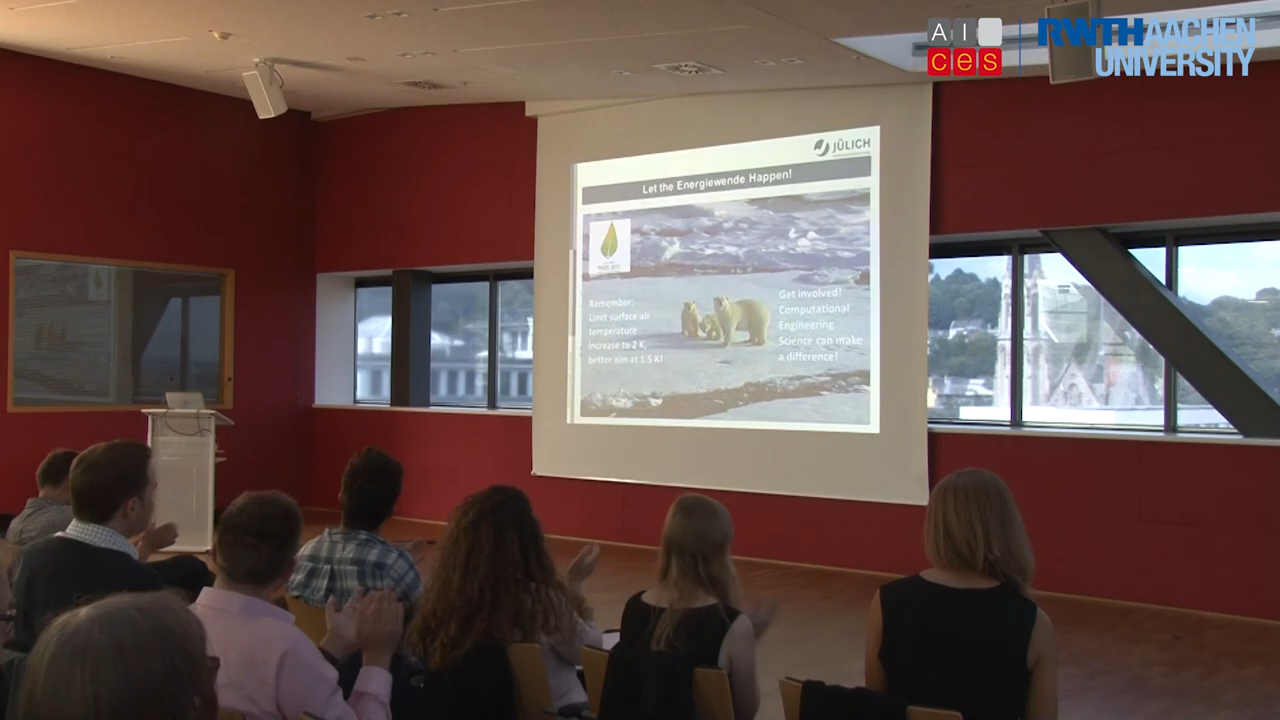 AI
ces
RWTH AACHEN
UNIVERSITY
JÜLICH
Let the Energiewende Happen!
Remember:
Limit surface air
temperature
increase to 2 K,
better aim at 1.5 K!
Get involved!
Computational
Engineering
Science can make
a difference!